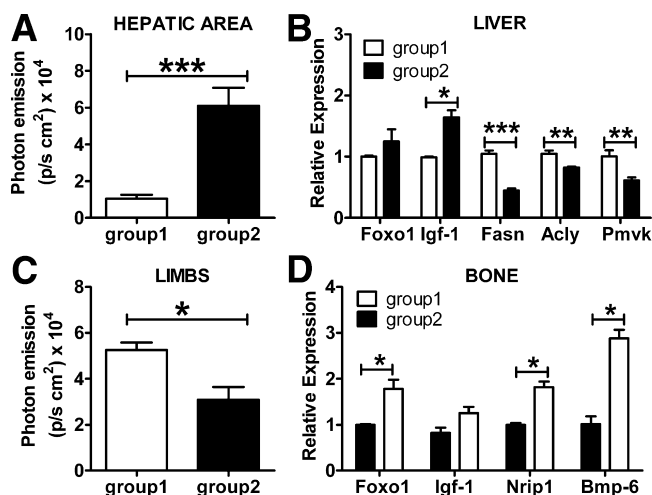 A
HEPATIC AREA
Photon emission
(p/s cm²) x 10⁴
10
8
6
4
2
0
***
group1
group2
B
LIVER
group1
group2
Relative Expression
3
2
1
0
*
***
**
**
Foxo1 Igf-1 Fasn Acly Pmvk
C
LIMBS
Photon emission
(p/s cm²) x 10⁴
8
6
4
2
0
*
group1
group2
D
BONE
group1
group2
Relative Expression
4
3
2
1
0
*
*
*
Foxo1 Igf-1 Nrip1 Bmp-6